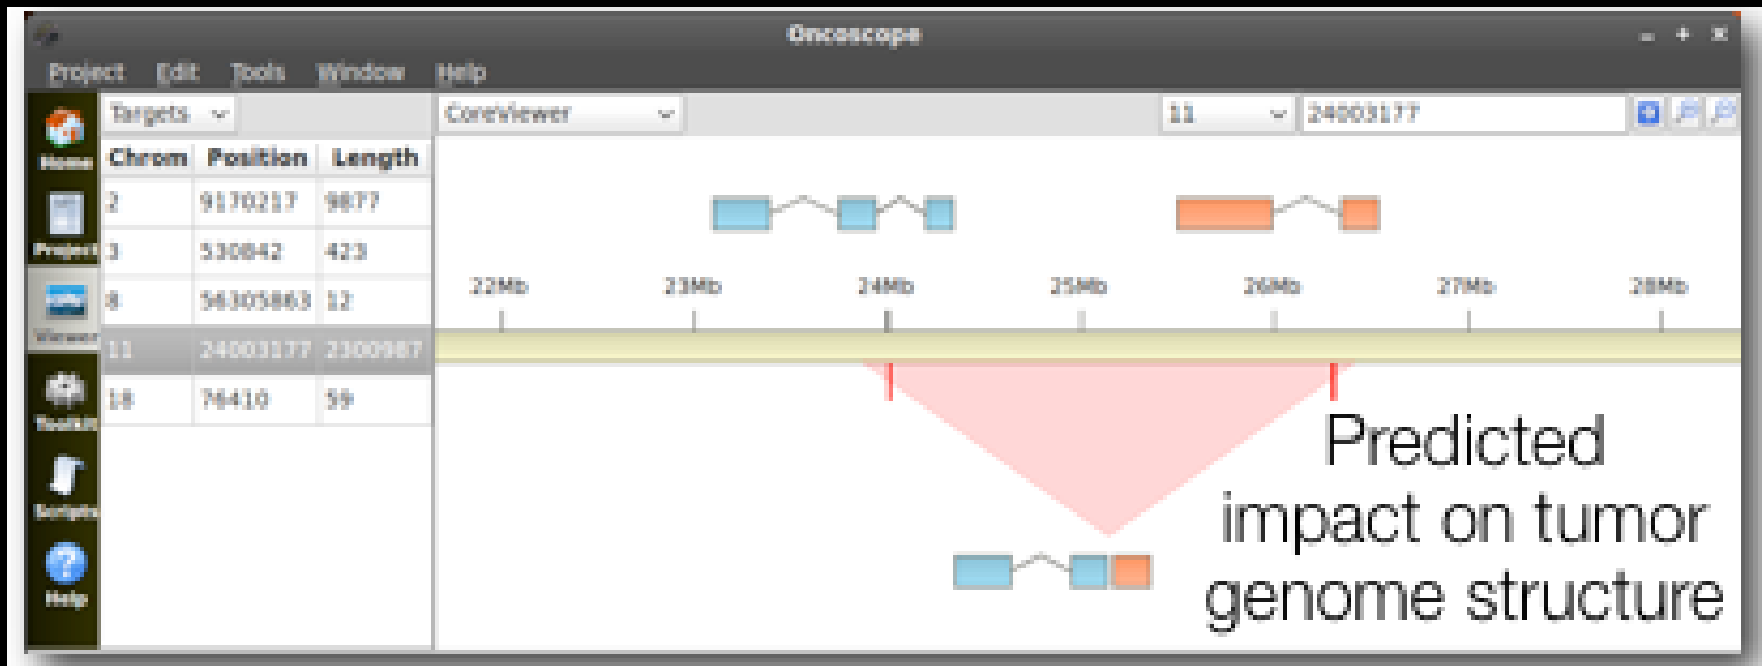 Oncoscope
Project Edit Tools Window Help
Targets CoreViewer 11 24003177
Home
Chrom Position Length
2 9170217 9877
Project
3 530842 423
8 56305863 12
Viewer
11 24003177 2300987
18 76410 59
Toolkit
Scripts
Help
22Mb 23Mb 24Mb 25Mb 26Mb 27Mb 28Mb
Predicted
impact on tumor
genome structure